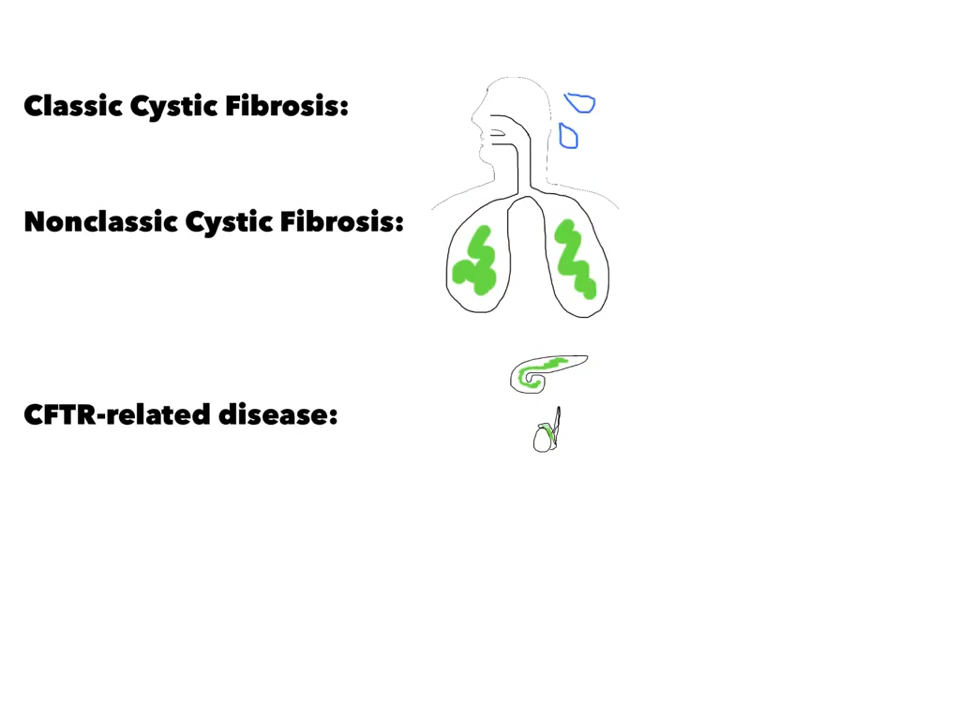 Classic Cystic Fibrosis:
Nonclassic Cystic Fibrosis:
CFTR-related disease: